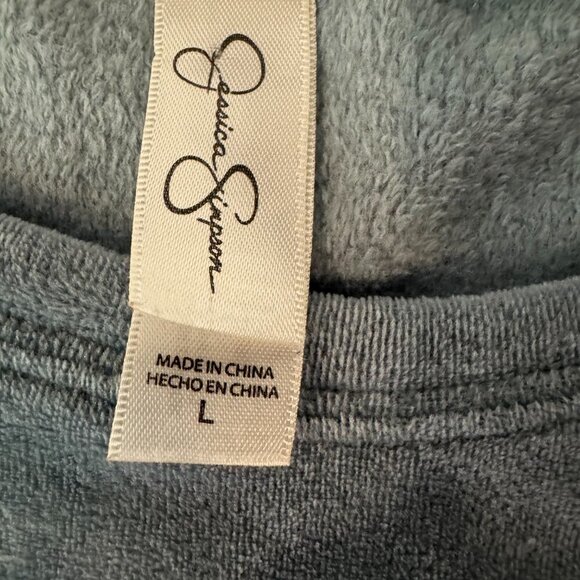 Jessica Simpson
MADE IN CHINA
HECHO EN CHINA
L